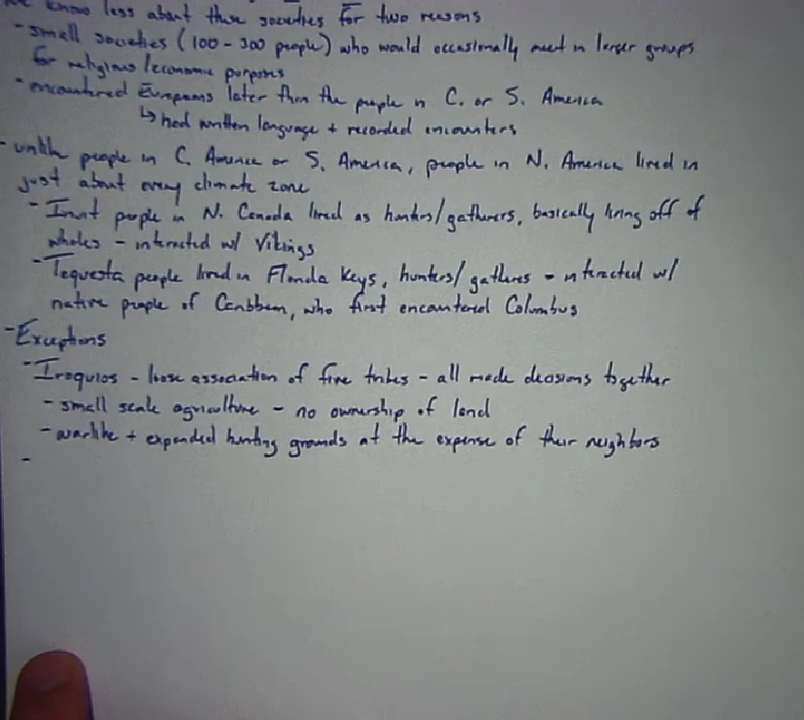 know less about these societies for two reasons
- small societies (100 - 300 people) who would occasionally meet in larger groups
for religious/economic purposes
- encountered Europeans later than the people in C. or S. America
↳ had written language + recorded encounters
- unlike people in C. America or S. America, people in N. America lived in
just about every climate zone
- Inuit people in N. Canada lived as hunters/gatherers, basically living off of
whales - interacted w/ Vikings
- Tequesta people lived in Florida Keys, hunters/gatherers - interacted w/
native people of Caribbean, who first encountered Columbus
- Exceptions
- Iroquios - loose association of five tribes - all made decisions together
- small scale agriculture - no ownership of land
- warlike + expanded hunting grounds at the expense of their neighbors
-